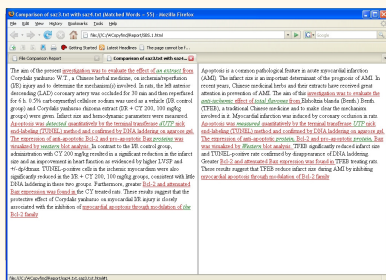 Comparison of saz3.txt with saz4.txt (Matched Words = 55) - Mozilla Firefox
File Edit View History Bookmarks Tools Help
Getting Started Latest Headlines The page cannot be f...
File Comparison Report
Comparison of saz3.txt with saz4.txt ...
The aim of the present investigation was to evaluate the effect of an extract from
Corydalis yanhusuo W.T., a Chinese herbal medicine, on ischemia/reperfusion
(I/R) injury and to determine the mechanism(s) involved. In rats, the left anterior
descending (LAD) coronary artery was occluded for 30 min and then reperfused
for 6 h. 0.5% carboxymethyl cellulose sodium was used as a vehicle (I/R control
group) and Corydalis yanhusuo extract (I/R + CY 200, 100 mg/kg
groups) were given. Infarct size and hemodynamic parameters were measured.
Apoptosis was detected quantitatively by the terminal transferase UTP nick
end-labeling (TUNEL) method and confirmed by DNA laddering on agarose gel.
The expression of anti-apoptotic Bcl-2 and pro-apoptotic Bax proteins was
visualized by western blot analysis. In contrast to the I/R control group,
administration with CY 200 mg/kg resulted in a significant reduction in the infarct
size and an improvement in heart function as evidenced by higher LVSP and
+/-dp/dtmax. TUNEL-positive cells in the ischemic myocardium were also
significantly reduced in the I/R + CY 200, 100 mg/kg groups, consistent with little
DNA laddering in these two groups. Furthermore, greater Bcl-2 and attenuated
Bax expression was found in the CY treated rats. These results suggest that the
protective effect of Corydalis yanhusuo on myocardial I/R injury is closely
associated with the inhibition of myocardial apoptosis through modulation of the
Bcl-2 family
Apoptosis is a common pathological feature in acute myocardial infarction
(AMI). The infarct size is an important determinant of the prognosis of AMI. In
recent years, Chinese herbs and their extracts have received great
attention in prevention of AMI. The aim of this investigation was to evaluate the
anti-ischemic effect of total flavonoid from
(TFEB), a traditional Chinese medicine and to make clear the mechanism
involved in it. Myocardial infarction was induced by coronary occlusion in rats.
Apoptosis was measured quantitatively by the terminal transferase UTP nick
end-labeling (TUNEL) method and confirmed by DNA laddering on agarose gel.
The expression of anti-apoptotic protein, Bcl-2 and pro-apoptotic protein,
Bax was visualized by Western blot analysis. TFEB significantly reduced infarct size
and TUNEL-positive rate confirmed by disappearance of DNA laddering.
Greater Bcl-2 and attenuated Bax expression was found in TFEB treating rats.
These results suggest that TFEB reduce infarct size during AMI by inhibiting
myocardial apoptosis through modulation of Bcl-2 family